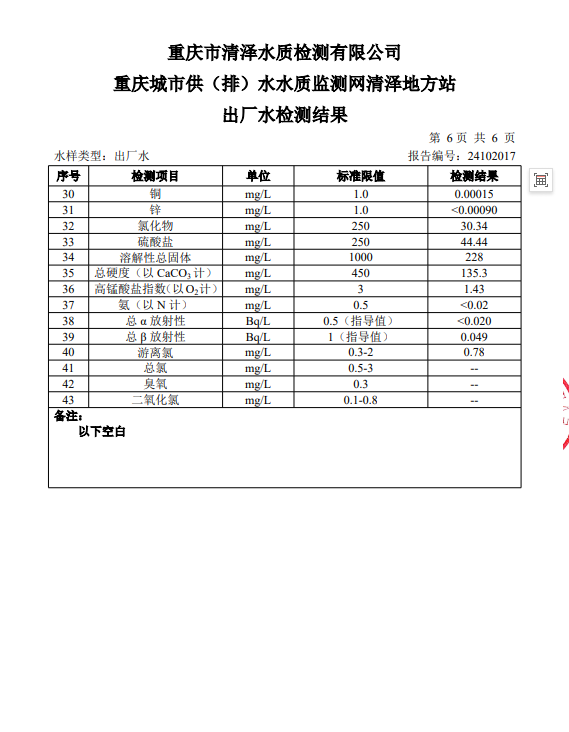 重庆市清泽水质检测有限公司
重庆城市供（排）水水质监测网清泽地方站
出厂水检测结果
第 6 页 共 6 页
水样类型：出厂水 报告编号：24102017
序号 检测项目 单位 标准限值 检测结果
30 铜 mg/L 1.0 0.00015
31 锌 mg/L 1.0 <0.00090
32 氯化物 mg/L 250 30.34
33 硫酸盐 mg/L 250 44.44
34 溶解性总固体 mg/L 1000 228
35 总硬度（以 CaCO3 计） mg/L 450 135.3
36 高锰酸盐指数（以 O2 计） mg/L 3 1.43
37 氨（以 N 计） mg/L 0.5 <0.02
38 总 α 放射性 Bq/L 0.5（指导值） <0.020
39 总 β 放射性 Bq/L 1（指导值） 0.049
40 游离氯 mg/L 0.3-2 0.78
41 总氯 mg/L 0.5-3 --
42 臭氧 mg/L 0.3 --
43 二氧化氯 mg/L 0.1-0.8 --
备注：
以下空白